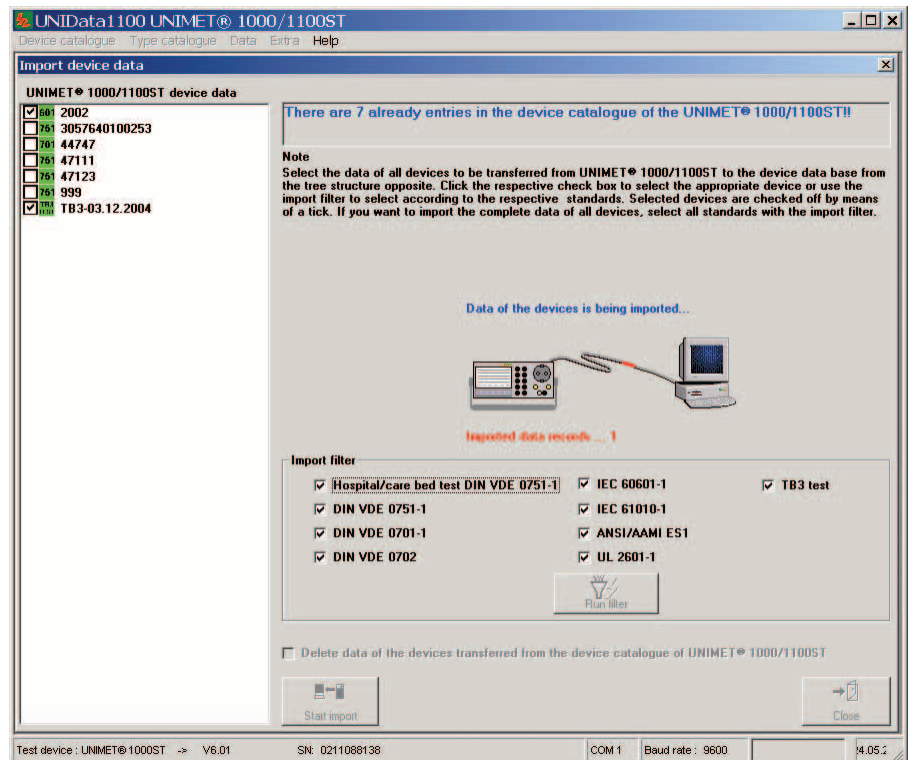 UNIData1100 UNIMET® 1000/1100ST
Device catalogue Type catalogue Data Extra Help
Import device data
UNIMET® 1000/1100ST device data
601 2002
751 3057640100253
701 44747
751 47111
751 47123
751 999
TB3-03.12.2004
There are 7 already entries in the device catalogue of the UNIMET® 1000/1100ST!!
Note
Select the data of all devices to be transferred from UNIMET® 1000/1100ST to the device data base from
the tree structure opposite. Click the respective check box to select the appropriate device or use the
import filter to select according to the respective standards. Selected devices are checked off by means
of a tick. If you want to import the complete data of all devices, select all standards with the import filter.
Data of the devices is being imported...
Imported data records ... 1
Import filter
Hospital/care bed test DIN VDE 0751-1
IEC 60601-1
TB3 test
DIN VDE 0751-1
IEC 61010-1
DIN VDE 0701-1
ANSI/AAMI ES1
DIN VDE 0702
UL 2601-1
Run filter
Delete data of the devices transferred from the device catalogue of UNIMET® 1000/1100ST
Start import
Close
Test device : UNIMET®1000ST -> V6.01 SN: 0211088138 COM 1 Baud rate : 9600